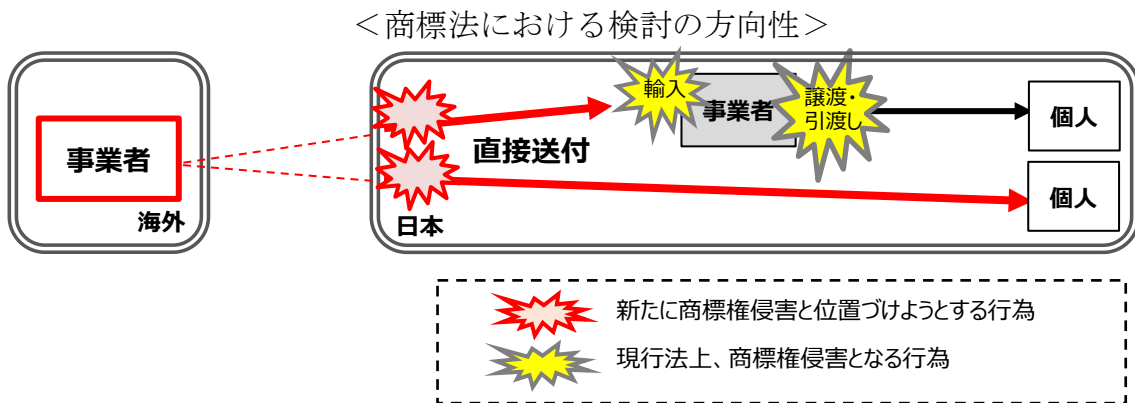 ＜商標法における検討の方向性＞
事業者
海外
直接送付
日本
輸入
事業者
譲渡・
引渡し
個人
個人
新たに商標権侵害と位置づけようとする行為
現行法上、商標権侵害となる行為